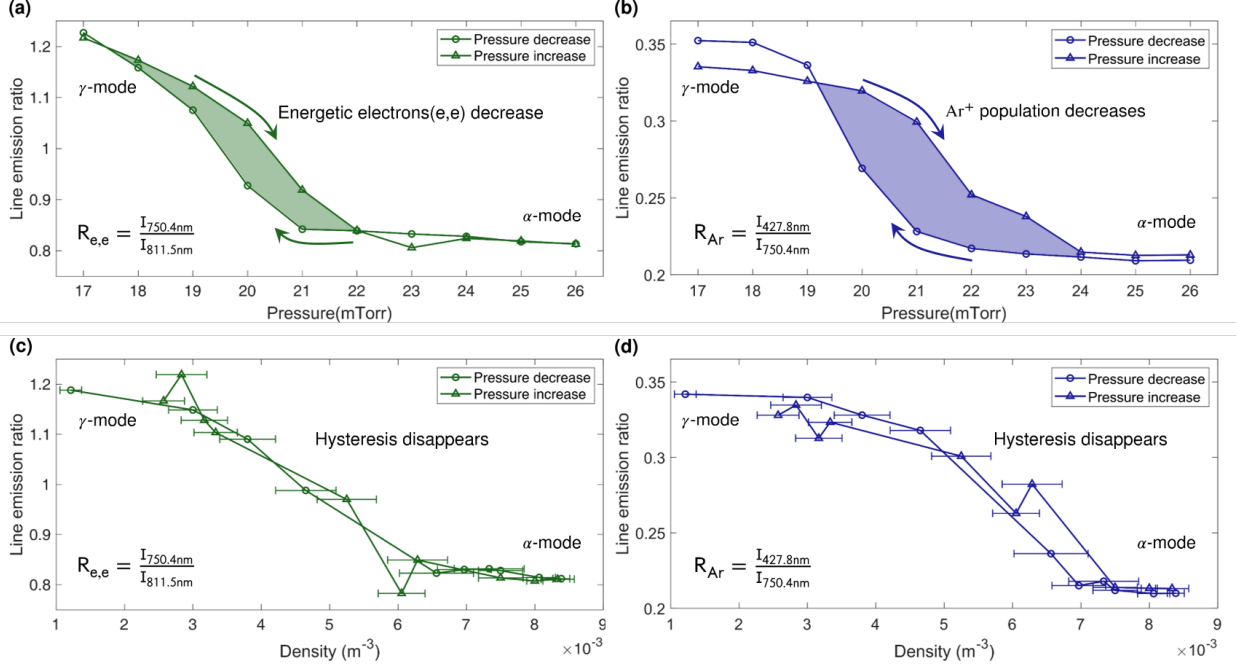 (a)
Line emission ratio
1.2
1.1
1
0.9
0.8
γ-mode
Pressure decrease
Pressure increase
Energetic electrons(e,e) decrease
α-mode
R_e,e = I_750.4nm / I_811.5nm
17 18 19 20 21 22 23 24 25 26
Pressure(mTorr)
(b)
Line emission ratio
0.35
0.3
0.25
0.2
γ-mode
Pressure decrease
Pressure increase
Ar⁺ population decreases
α-mode
R_Ar = I_427.8nm / I_750.4nm
17 18 19 20 21 22 23 24 25 26
Pressure(mTorr)
(c)
Line emission ratio
1.2
1.1
1
0.9
0.8
γ-mode
Pressure decrease
Pressure increase
Hysteresis disappears
α-mode
R_e,e = I_750.4nm / I_811.5nm
1 2 3 4 5 6 7 8 9
Density (m⁻³)
×10⁻³
(d)
Line emission ratio
0.35
0.3
0.25
0.2
γ-mode
Pressure decrease
Pressure increase
Hysteresis disappears
α-mode
R_Ar = I_427.8nm / I_750.4nm
1 2 3 4 5 6 7 8 9
Density (m⁻³)
×10⁻³